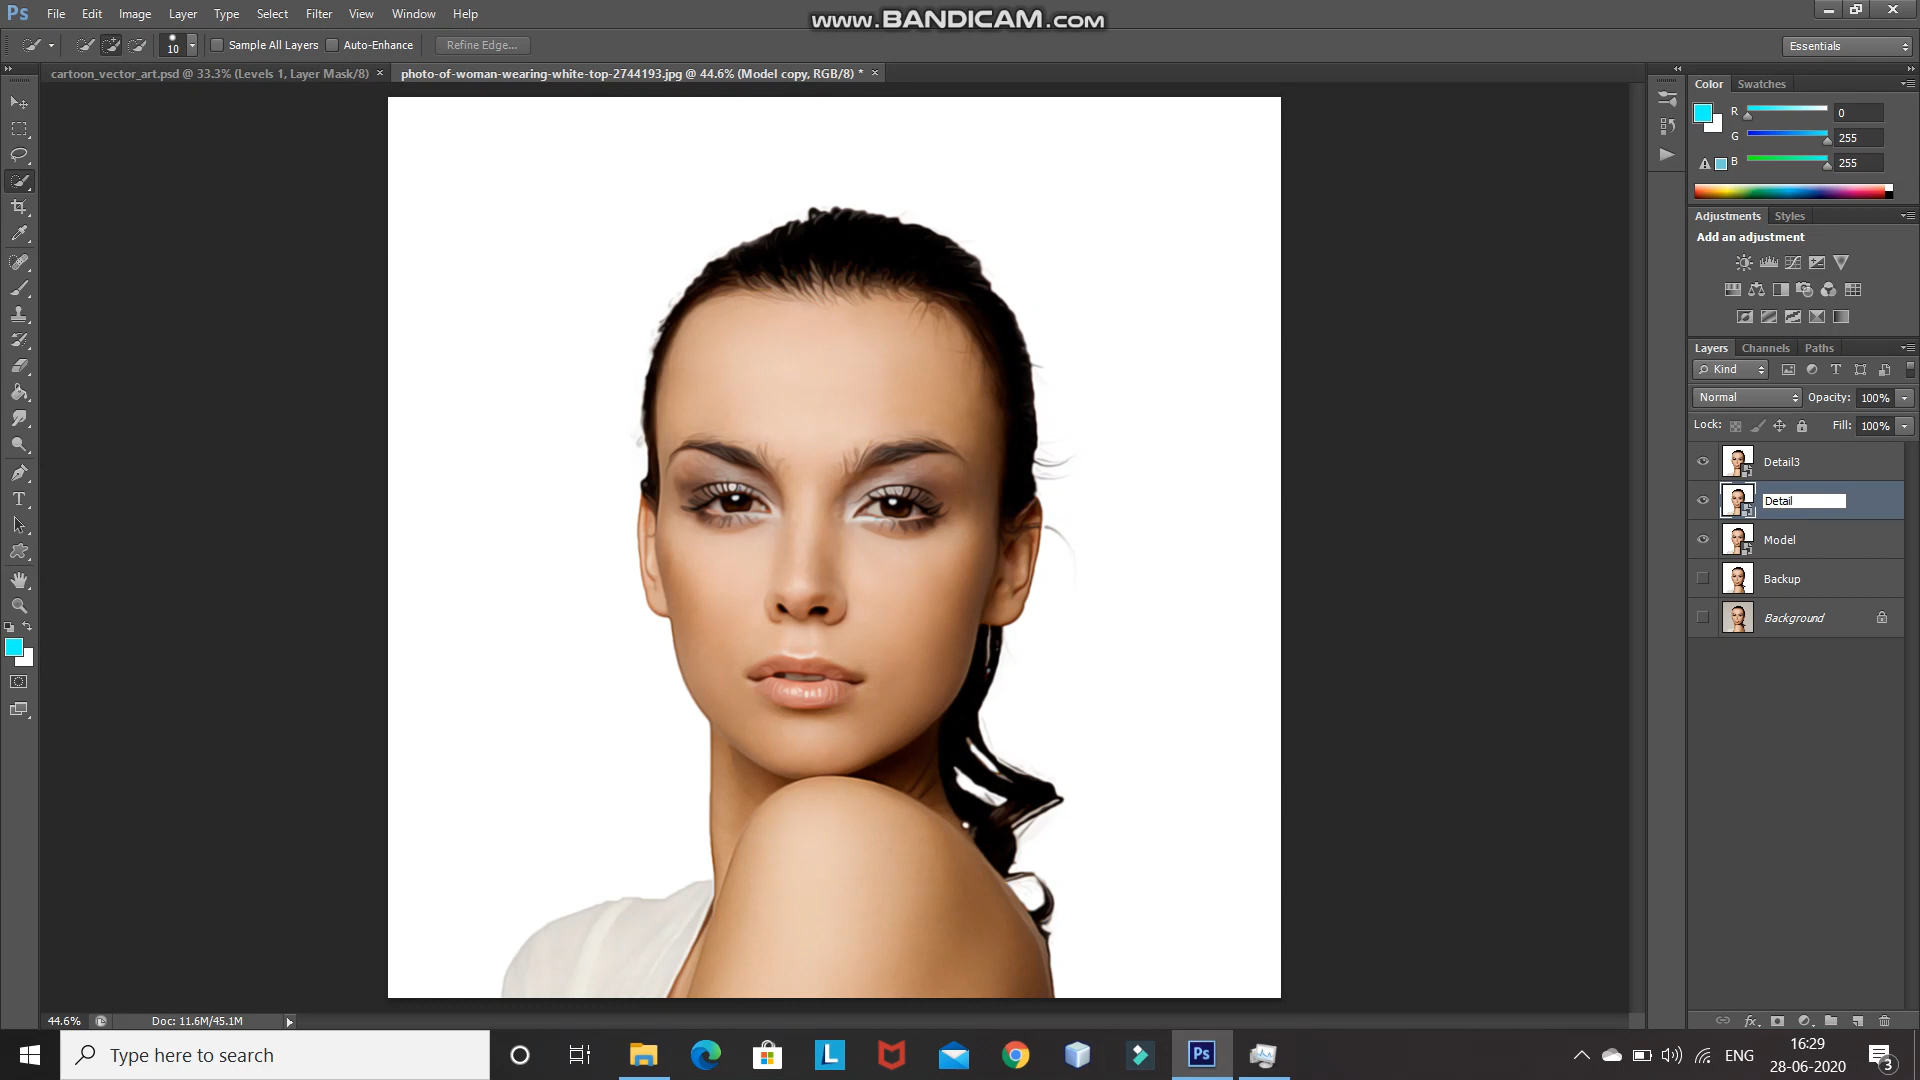 www.BANDICAM.com
Ps File Edit Image Layer Type Select Filter View Window Help
10 Sample All Layers Auto-Enhance Refine Edge... Essentials
cartoon_vector_art.psd @ 33.3% (Levels 1, Layer Mask/8) × photo-of-woman-wearing-white-top-2744193.jpg @ 44.6% (Model copy, RGB/8) * ×
Color Swatches
R 0
G 255
B 255
Adjustments Styles
Add an adjustment
Layers Channels Paths
Kind
Normal Opacity: 100%
Lock: Fill: 100%
Detail3
Detail
Model
Backup
Background
44.6% Doc: 11.6M/45.1M
Type here to search
L
Ps
ENG
16:29
28-06-2020
3